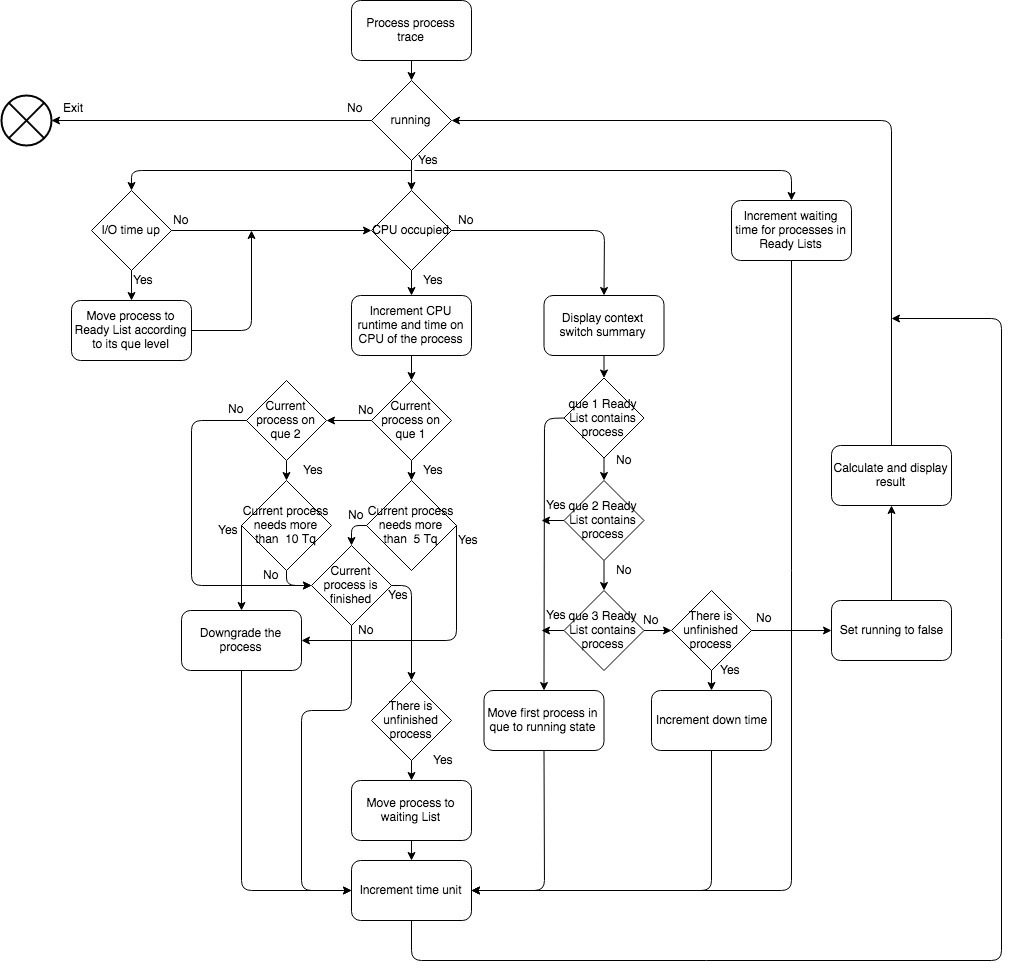 Process process
trace
Exit
No
running
Yes
I/O time up
No
CPU occupied
No
Increment waiting
time for processes in
Ready Lists
Yes
Yes
Move process to
Ready List according
to its que level
Increment CPU
runtime and time on
CPU of the process
Display context
switch summary
No
Current
process on
que 2
No
Current
process on
que 1
que 1 Ready
List contains
process
Yes
Yes
No
Calculate and display
result
Current process
needs more
than 10 Tq
Yes
No
Current process
needs more
than 5 Tq
Yes
Yes
que 2 Ready
List contains
process
No
No
Current
process is
finished
Yes
Downgrade the
process
No
Yes
que 3 Ready
List contains
process
No
There is
unfinished
process
No
Set running to false
Yes
There is
unfinished
process
Yes
Move first process in
que to running state
Increment down time
Move process to
waiting List
Increment time unit